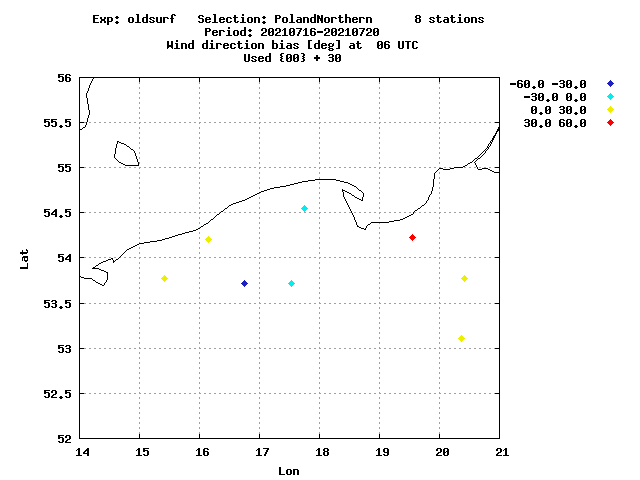 Exp: oldsurf   Selection: PolandNorthern      8 stations
Period: 20210716-20210720
Wind direction bias [deg] at  06 UTC
Used {00} + 30
-60.0 -30.0
-30.0 0.0
0.0 30.0
30.0 60.0
56
55.5
55
54.5
54
53.5
53
52.5
52
Lat
14 15 16 17 18 19 20 21
Lon